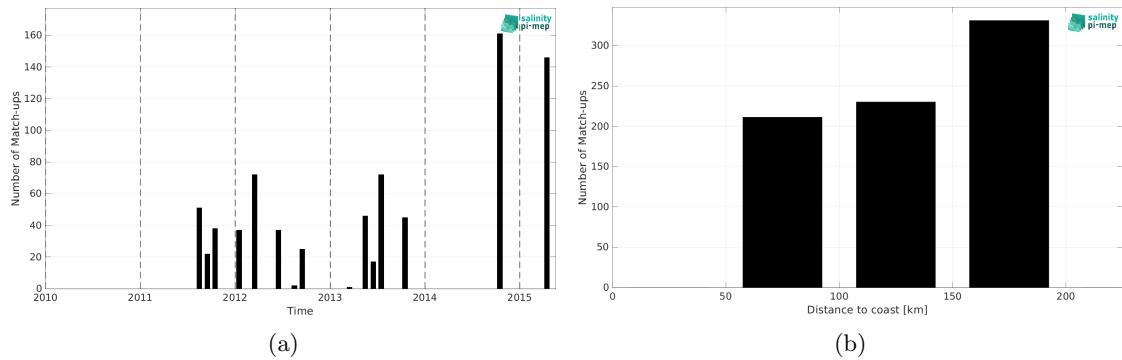 salinity
pi-mep
160
140
120
100
80
60
40
20
0
Number of Match-ups
2010 2011 2012 2013 2014 2015
Time
(a)
salinity
pi-mep
300
250
200
150
100
50
0
Number of Match-ups
0 50 100 150 200
Distance to coast [km]
(b)